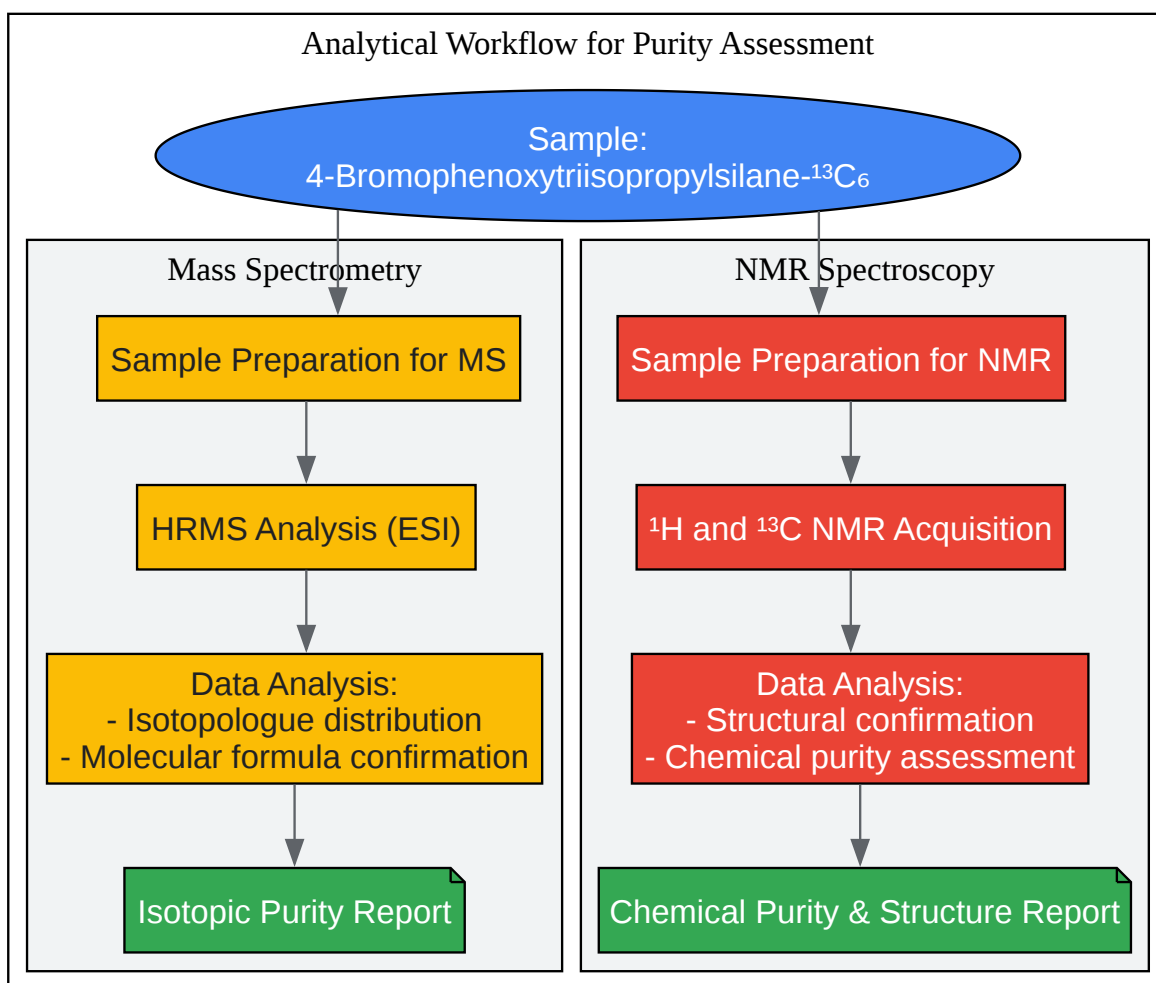 Analytical Workflow for Purity Assessment
Sample:
4-Bromophenoxytriisopropylsilane-¹³C₆
Mass Spectrometry
Sample Preparation for MS
HRMS Analysis (ESI)
Data Analysis:
- Isotopologue distribution
- Molecular formula confirmation
Isotopic Purity Report
NMR Spectroscopy
Sample Preparation for NMR
¹H and ¹³C NMR Acquisition
Data Analysis:
- Structural confirmation
- Chemical purity assessment
Chemical Purity & Structure Report